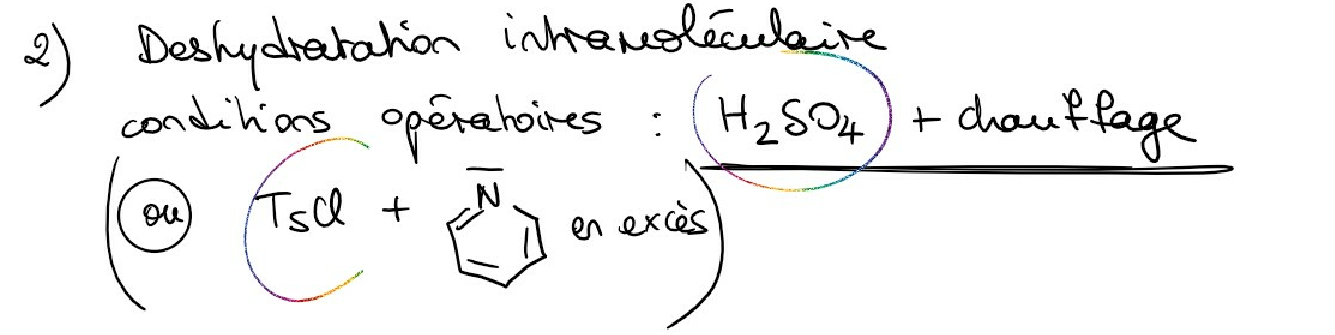 2) Deshydratation intramoléculaire
conditions opératoires : H₂SO₄ + chauffage
(ou TsCl + N en excès)